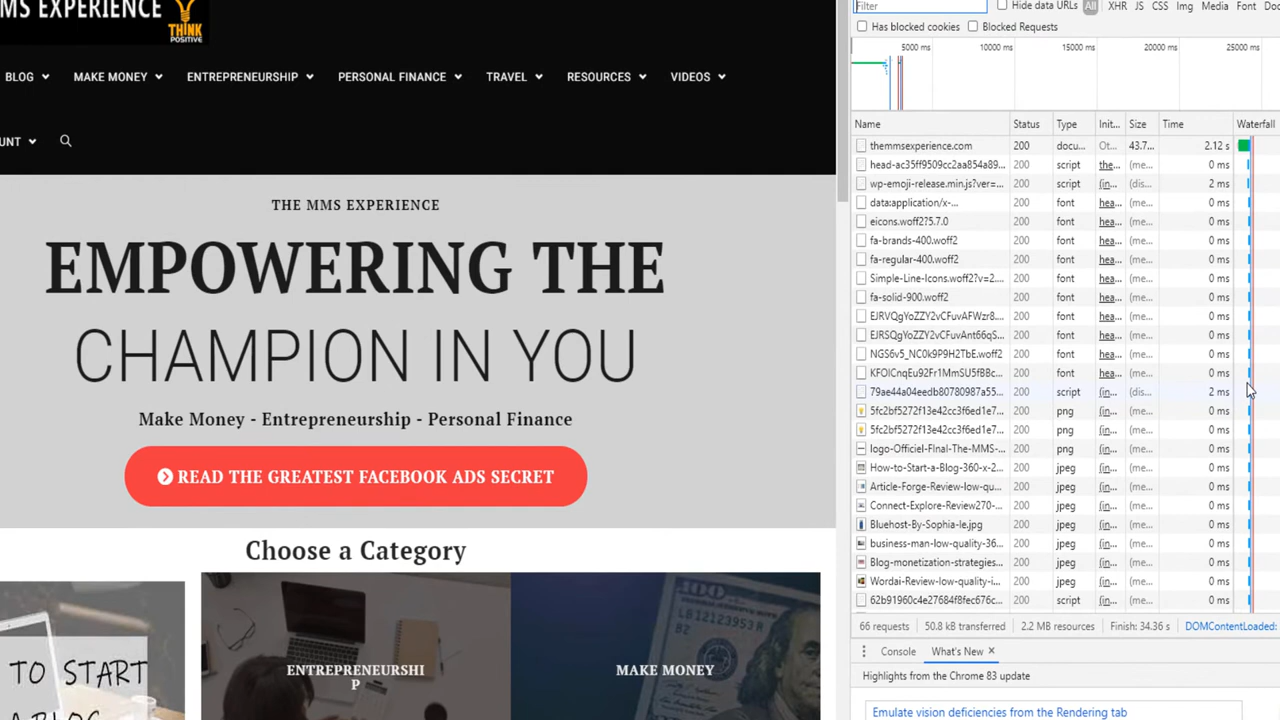 MS EXPERIENCE
THINK
POSITIVE
BLOG
MAKE MONEY
ENTREPRENEURSHIP
PERSONAL FINANCE
TRAVEL
RESOURCES
VIDEOS
UNT
THE MMS EXPERIENCE
EMPOWERING THE
CHAMPION IN YOU
Make Money - Entrepreneurship - Personal Finance
READ THE GREATEST FACEBOOK ADS SECRET
Choose a Category
TO START
A BLOG
ENTREPRENEURSHI
P
MAKE MONEY
100
LB12123953R
B2
Filter
Hide data URLs
All XHR JS CSS Img Media Font Doc
Has blocked cookies
Blocked Requests
5000 ms 10000 ms 15000 ms 20000 ms 25000 ms
Name Status Type Init... Size Time Waterfall
themmsexperience.com 200 docu... Ot... 43.7... 2.12 s
head-ac35ff9509cc2aa854a89... 200 script the... (me... 0 ms
wp-emoji-release.min.js?ver=... 200 script (in... (dis... 2 ms
data:application/x-... 200 font hea... (me... 0 ms
eicons.woff2?5.7.0 200 font hea... (me... 0 ms
fa-brands-400.woff2 200 font hea... (me... 0 ms
fa-regular-400.woff2 200 font hea... (me... 0 ms
Simple-Line-Icons.woff2?v=2.... 200 font hea... (me... 0 ms
fa-solid-900.woff2 200 font hea... (me... 0 ms
EJRVQgYoZZY2vCFuvAFWzr8... 200 font hea... (me... 0 ms
EJRSQgYoZZY2vCFuvAnt66qS... 200 font hea... (me... 0 ms
NGS6v5_NC0k9P9H2TbE.woff2 200 font hea... (me... 0 ms
KFOlCnqEu92Fr1MmSU5fBBc... 200 font hea... (me... 0 ms
79ae44a04eedb80780987a55... 200 script (in... (dis... 2 ms
5fc2bf5272f13e42cc3f6ed1e7... 200 png (in... (me... 0 ms
5fc2bf5272f13e42cc3f6ed1e7... 200 png (in... (me... 0 ms
logo-Officiel-FInal-The-MMS-... 200 png (in... (me... 0 ms
How-to-Start-a-Blog-360-x-2... 200 jpeg (in... (me... 0 ms
Article-Forge-Review-low-qu... 200 jpeg (in... (me... 0 ms
Connect-Explore-Review270-... 200 jpeg (in... (me... 0 ms
Bluehost-By-Sophia-le.jpg 200 jpeg (in... (me... 0 ms
business-man-low-quality-36... 200 jpeg (in... (me... 0 ms
Blog-monetization-strategies... 200 jpeg (in... (me... 0 ms
Wordai-Review-low-quality-i... 200 jpeg (in... (me... 0 ms
62b91960c4e27684f8fec676c... 200 script (in... (me... 0 ms
66 requests 50.8 kB transferred 2.2 MB resources Finish: 34.36 s DOMContentLoaded:
Console What's New
Highlights from the Chrome 83 update
Emulate vision deficiencies from the Rendering tab